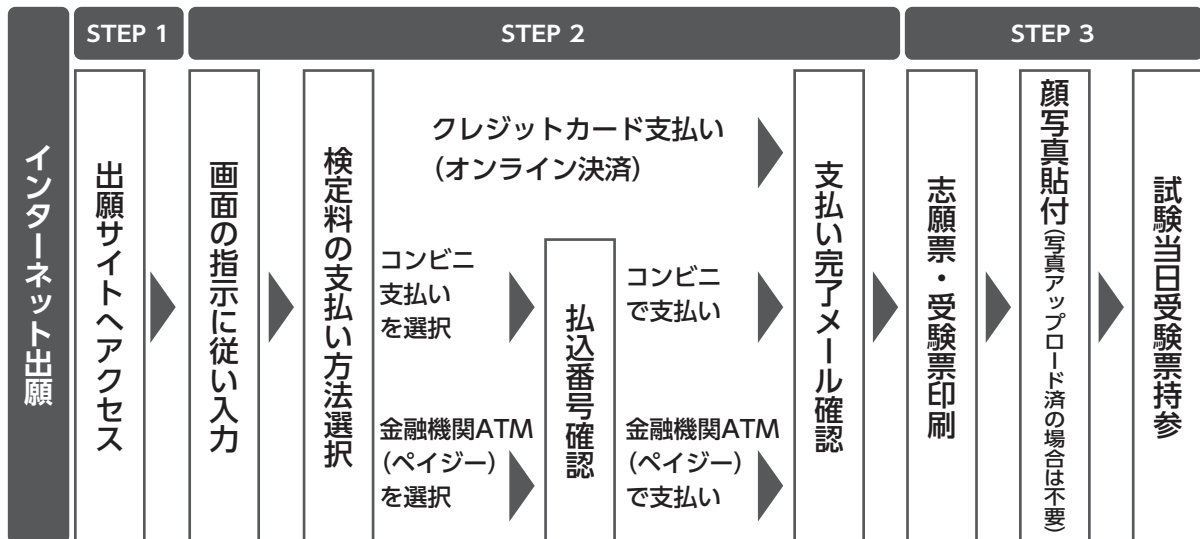 インターネット出願
STEP 1
STEP 2
STEP 3
出願サイトへアクセス
画面の指示に従い入力
検定料の支払い方法選択
クレジットカード支払い
（オンライン決済）
コンビニ
支払い
を選択
金融機関ATM
（ペイジー）
を選択
払込番号確認
コンビニ
で支払い
金融機関ATM
（ペイジー）
で支払い
支払い完了メール確認
志願票・受験票印刷
顔写真貼付（写真アップロード済の場合は不要）
試験当日受験票持参